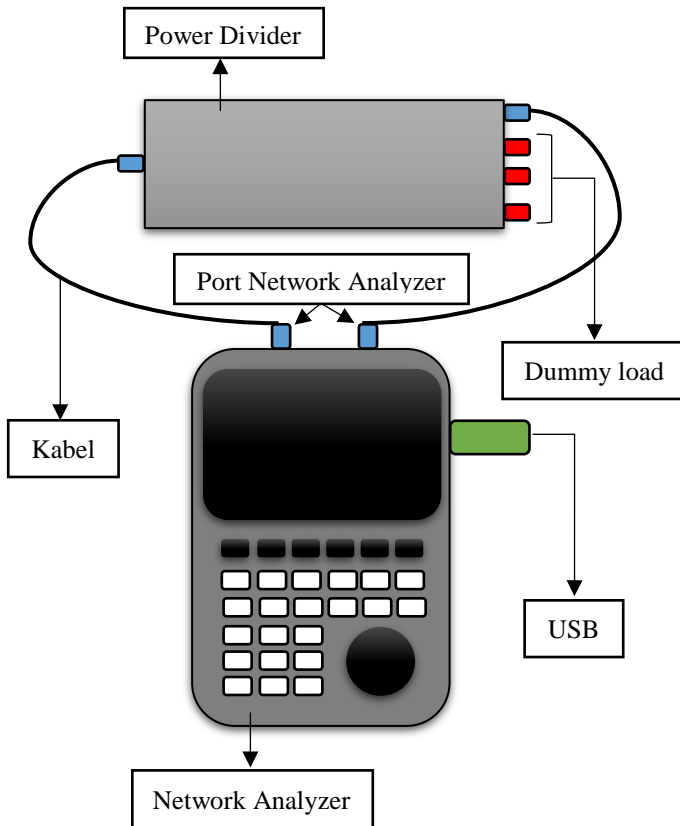 Power Divider
Port Network Analyzer
Dummy load
Kabel
USB
Network Analyzer